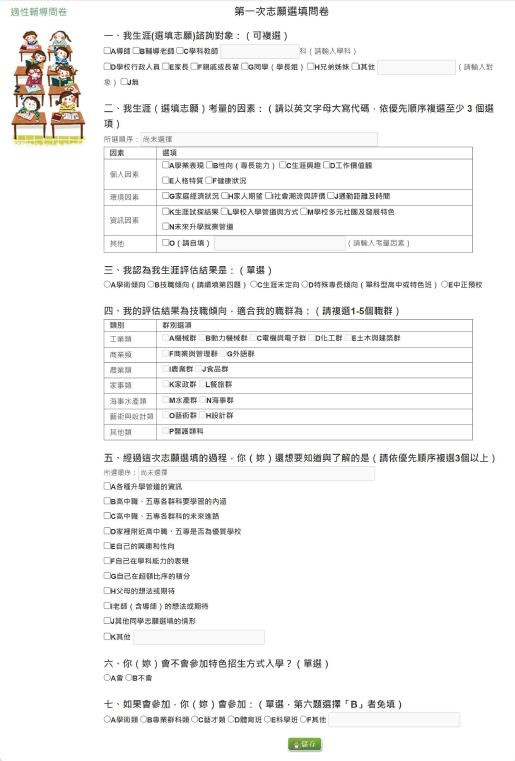 適性輔導問卷
第一次志願選填問卷
一、我生涯(選填志願)諮詢對象：(可複選)
□A導師 □B輔導老師 □C學科教師 科(請輸入學科)
□D學校行政人員 □E家長 □F親戚或長輩 □G同學(學長姐) □H兄弟姊妹 □I其他 (請輸入對
象) □J無
二、我生涯(選填志願)考量的因素：(請以英文字母大寫代碼，依優先順序複選至少 3 個選
項)
所選順序： 尚未選擇
因素 選項
個人因素 □A學業表現 □B性向(專長能力) □C生涯興趣 □D工作價值觀
□E人格特質 □F健康狀況
環境因素 □G家庭經濟狀況 □H家人期望 □I社會潮流與評價 □J通勤距離及時間
資訊因素 □K生涯試探結果 □L學校入學管道與方式 □M學校多元社團及發展特色
□N未來升學就業管道
其他 □O(請自填) (請輸入考量因素)
三、我認為我生涯評估結果是：(單選)
○A學術傾向 ○B技職傾向(請續填第四題) ○C生涯未定向 ○D特殊專長傾向(單科型高中或特色班) ○E中正預校
四、我的評估結果為技職傾向，適合我的職群為：(請複選1-5個職群)
類別 群別選項
工業類 □A機械群 □B動力機械群 □C電機與電子群 □D化工群 □E土木與建築群
商業類 □F商業與管理群 □G外語群
農業類 □I農業群 □J食品群
家事類 □K家政群 □L餐旅群
海事水產類 □M水產群 □N海事群
藝術與設計類 □O藝術群 □H設計群
其他類 □P醫護類科
五、經過這次志願選填的過程，你(妳)還想要知道與了解的是(請依優先順序複選3個以上)
所選順序： 尚未選擇
□A各種升學管道的資訊
□B高中職、五專各群科要學習的內涵
□C高中職、五專各群科的未來進路
□D家裡附近高中職、五專是否為優質學校
□E自己的興趣和性向
□F自己在學科能力的表現
□G自己在超額比序的積分
□H父母的想法或期待
□I老師(含導師)的想法或期待
□J其他同學志願選填的情形
□K其他
六、你(妳)會不會參加特色招生方式入學？(單選)
○A會 ○B不會
七、如果會參加，你(妳)會參加：(單選，第六題選擇「B」者免填)
○A學術類 ○B專業群科類 ○C藝才類 ○D體育班 ○E科學班 ○F其他
儲存